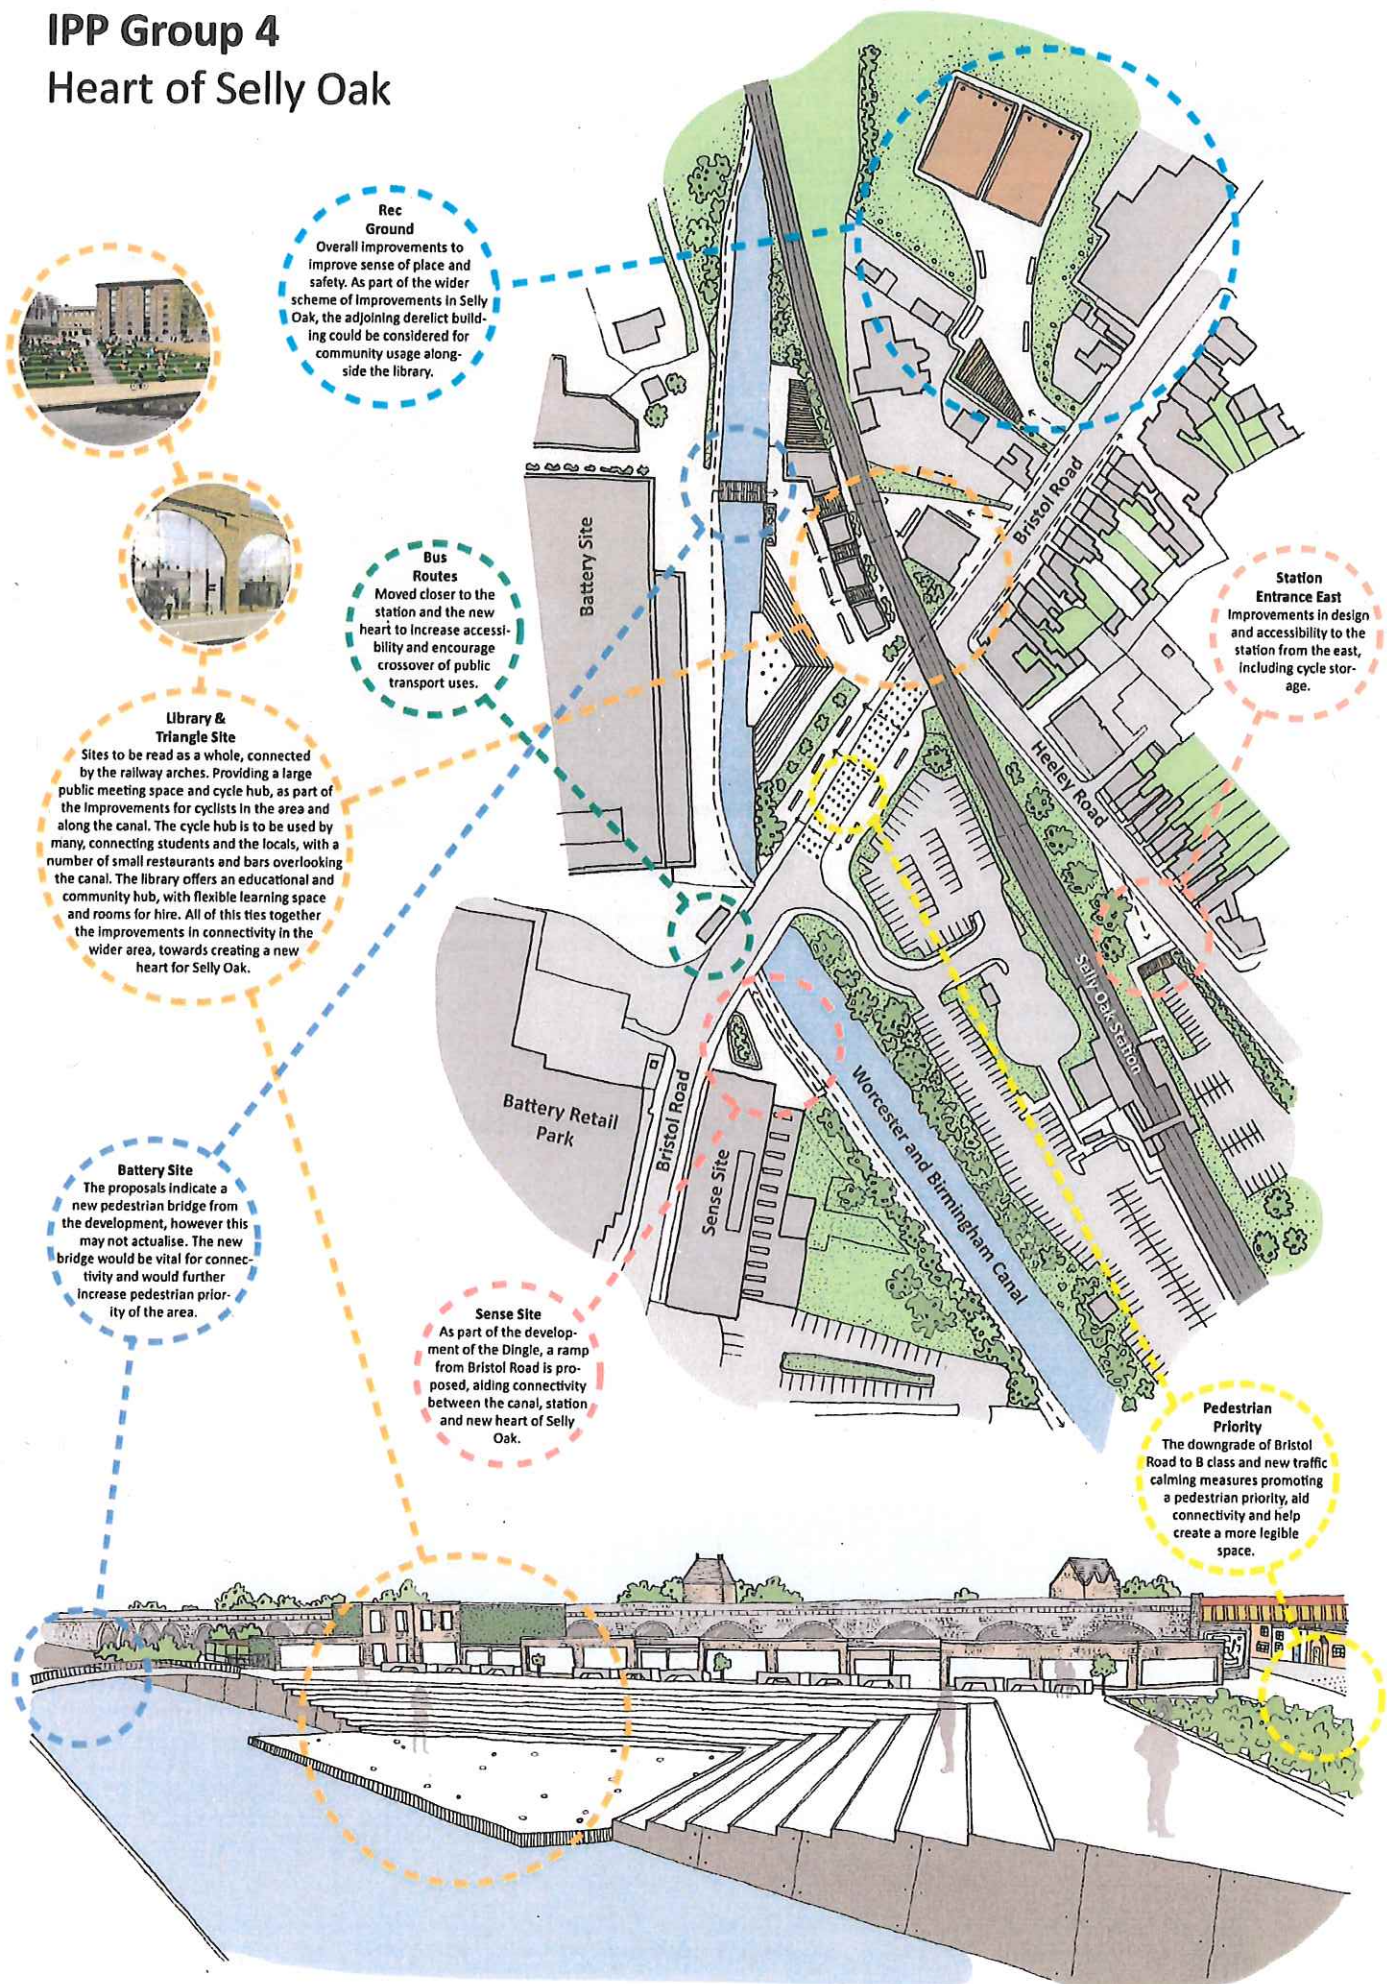 IPP Group 4
Heart of Selly Oak
Rec
Ground
Overall improvements to
improve sense of place and
safety. As part of the wider
scheme of improvements in Selly
Oak, the adjoining derelict build-
ing could be considered for
community usage along-
side the library.
Bus
Routes
Moved closer to the
station and the new
heart to increase accessi-
bility and encourage
crossover of public
transport uses.
Station
Entrance East
Improvements in design
and accessibility to the
station from the east,
including cycle stor-
age.
Library &
Triangle Site
Sites to be read as a whole, connected
by the railway arches. Providing a large
public meeting space and cycle hub, as part of
the improvements for cyclists in the area and
along the canal. The cycle hub is to be used by
many, connecting students and the locals, with a
number of small restaurants and bars overlooking
the canal. The library offers an educational and
community hub, with flexible learning space
and rooms for hire. All of this ties together
the improvements in connectivity in the
wider area, towards creating a new
heart for Selly Oak.
Battery Site
The proposals indicate a
new pedestrian bridge from
the development, however this
may not actualise. The new
bridge would be vital for connec-
tivity and would further
increase pedestrian prior-
ity of the area.
Sense Site
As part of the develop-
ment of the Dingle, a ramp
from Bristol Road is pro-
posed, aiding connectivity
between the canal, station
and new heart of Selly
Oak.
Pedestrian
Priority
The downgrade of Bristol
Road to B class and new traffic
calming measures promoting
a pedestrian priority, aid
connectivity and help
create a more legible
space.
Battery Site
Bristol Road
Heeley Road
Selly Oak Station
Battery Retail
Park
Bristol Road
Sense Site
Worcester and Birmingham Canal